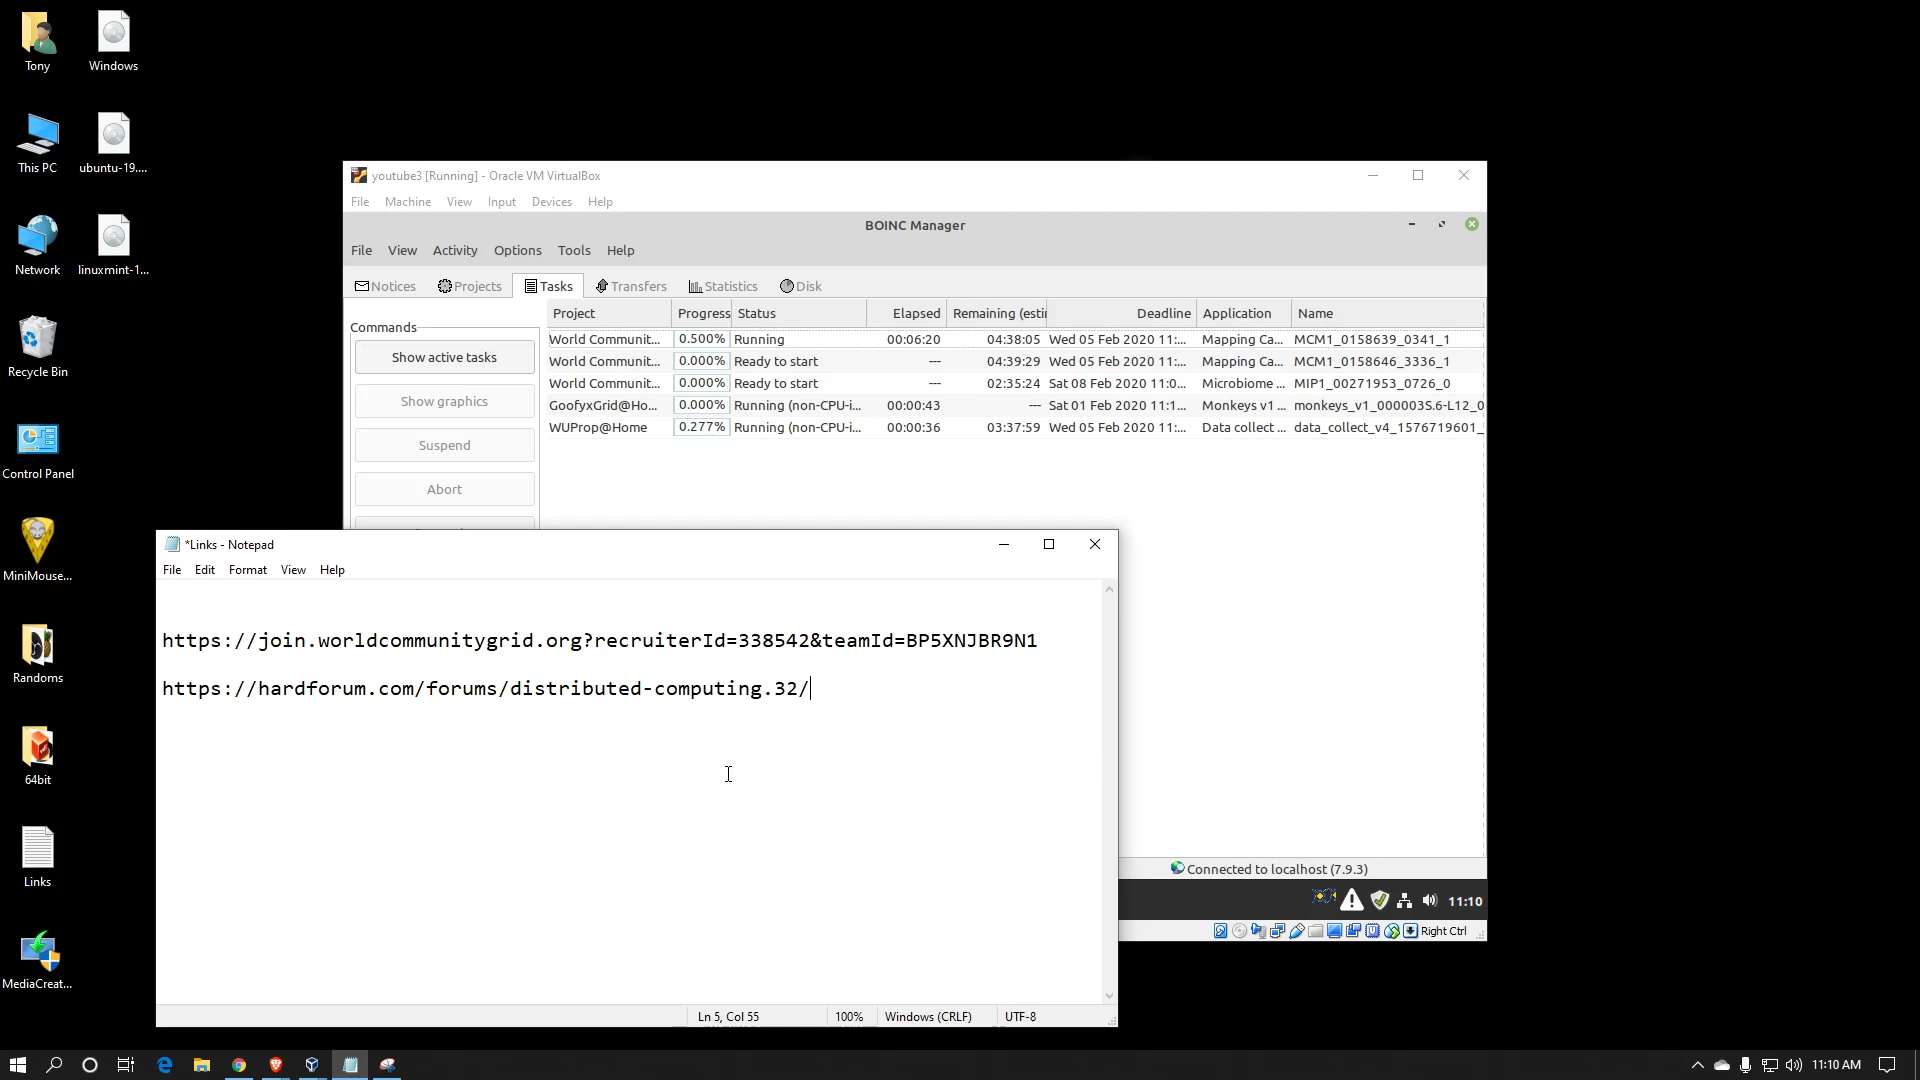 Tony
Windows
This PC
ubuntu-19....
Network
linuxmint-1...
Recycle Bin
Control Panel
MiniMouse...
Randoms
64bit
Links
MediaCreat...
youtube3 [Running] - Oracle VM VirtualBox
File Machine View Input Devices Help
BOINC Manager
File View Activity Options Tools Help
Notices Projects Tasks Transfers Statistics Disk
Commands
Show active tasks
Show graphics
Suspend
Abort
Project Progress Status Elapsed Remaining (esti Deadline Application Name
World Communit... 0.500% Running 00:06:20 04:38:05 Wed 05 Feb 2020 11:... Mapping Ca... MCM1_0158639_0341_1
World Communit... 0.000% Ready to start --- 04:39:29 Wed 05 Feb 2020 11:... Mapping Ca... MCM1_0158646_3336_1
World Communit... 0.000% Ready to start --- 02:35:24 Sat 08 Feb 2020 11:0... Microbiome ... MIP1_00271953_0726_0
GoofyxGrid@Ho... 0.000% Running (non-CPU-i... 00:00:43 --- Sat 01 Feb 2020 11:1... Monkeys v1 ... monkeys_v1_000003S.6-L12_0
WUProp@Home 0.277% Running (non-CPU-i... 00:00:36 03:37:59 Wed 05 Feb 2020 11:... Data collect ... data_collect_v4_1576719601_
*Links - Notepad
File Edit Format View Help
https://join.worldcommunitygrid.org?recruiterId=338542&teamId=BP5XNJBR9N1
https://hardforum.com/forums/distributed-computing.32/
Ln 5, Col 55 100% Windows (CRLF) UTF-8
Connected to localhost (7.9.3)
11:10
Right Ctrl
11:10 AM